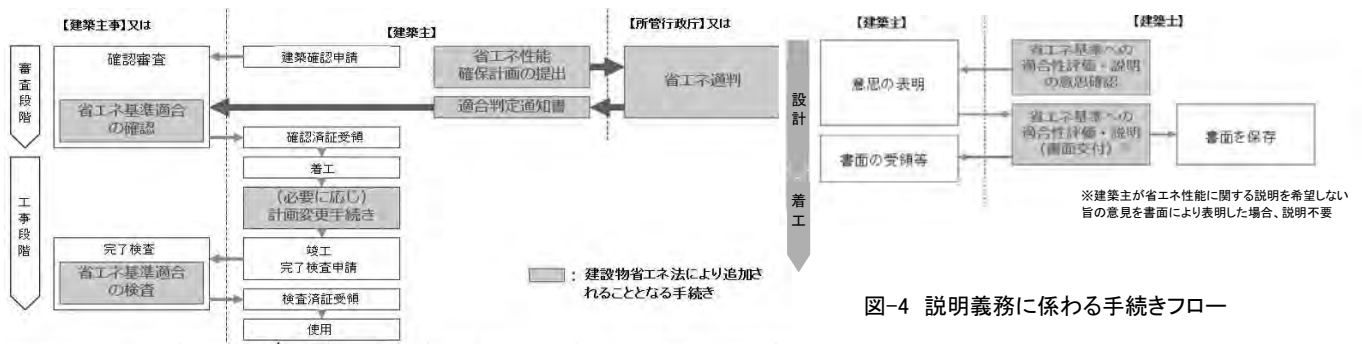 【建築主事】又は
【建築主】
【所管行政庁】又は
審査段階
確認審査
省エネ基準適合
の確認
建築確認申請
省エネ性能
確保計画の提出
省エネ適判
適合判定通知書
確認済証受領
着工
工事段階
(必要に応じ)
計画変更手続き
完了検査
省エネ基準適合
の検査
竣工
完了検査申請
検査済証受領
使用
: 建設物省エネ法により追加さ
れることとなる手続き
【建築主】
【建築士】
設計
着工
意思の表明
省エネ基準への
適合性評価・説明
の意思確認
省エネ基準への
適合性評価・説明
(書面交付)
書面を保存
書面の受領等
※建築主が省エネ性能に関する説明を希望しない
旨の意見を書面により表明した場合、説明不要
図-4 説明義務に係わる手続きフロー